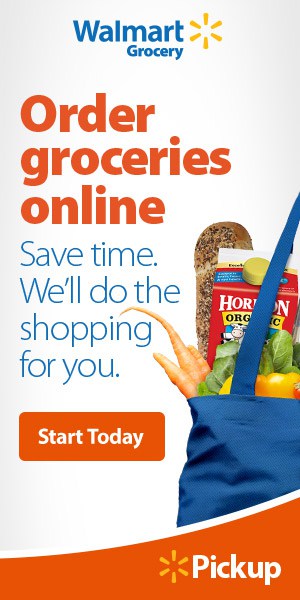 Walmart
Grocery
Order
groceries
online
Save time.
We'll do the
shopping
for you.
HORIZON
ORGANIC
Start Today
Pickup